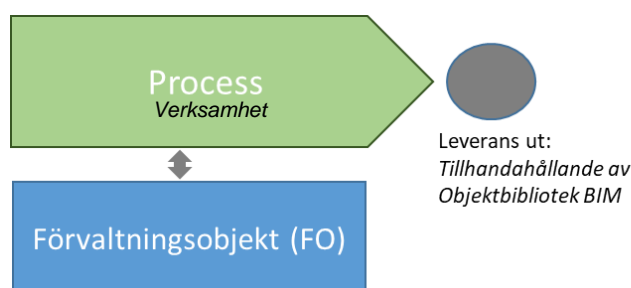 Process
Verksamhet
Leverans ut:
Tillhandahållande av
Objektbibliotek BIM
Förvaltningsobjekt (FO)